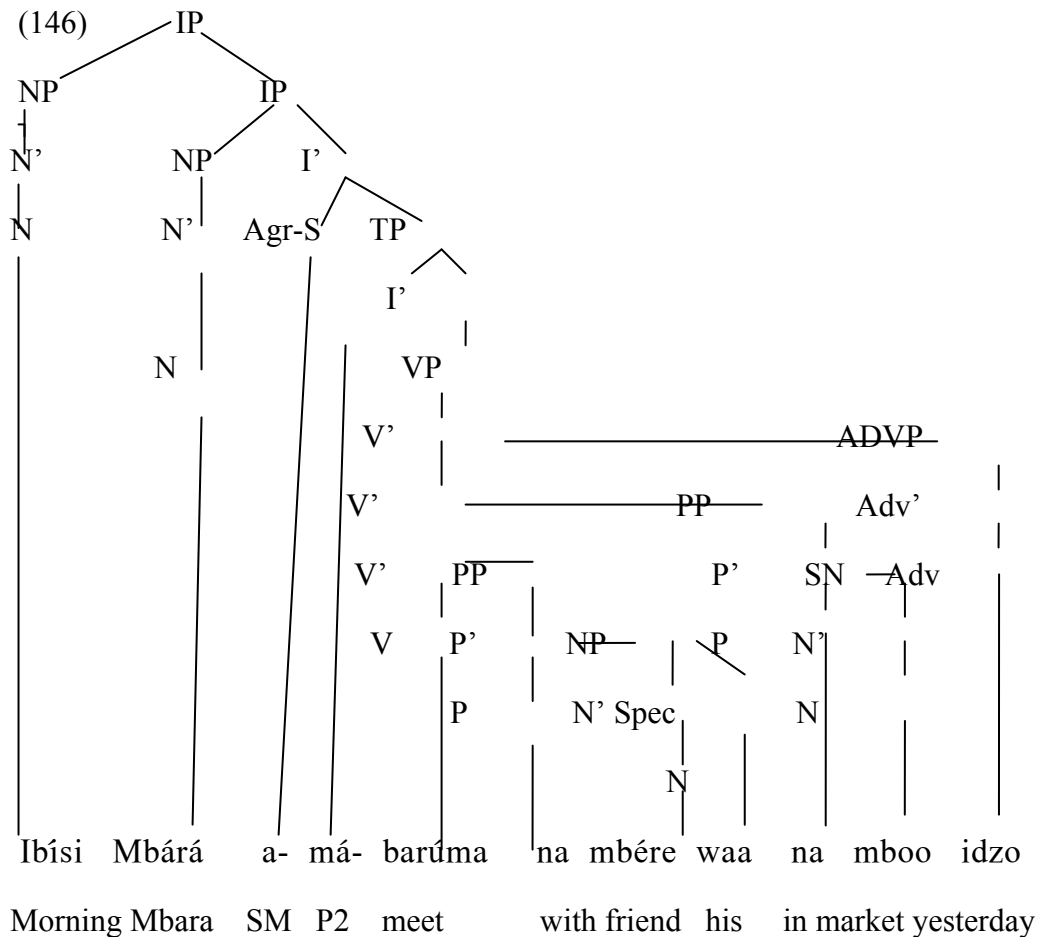 (146) IP
NP IP
N’ NP I’
N N’ Agr-S TP
I’
N VP
V’ ADVP
V’ PP Adv’
V’ PP P’ SN Adv
V P’ NP P N’
P N’ Spec N
N
Ibísi Mbárá a- má- barúma na mbére waa na mboo idzo
Morning Mbara SM P2 meet with friend his in market yesterday